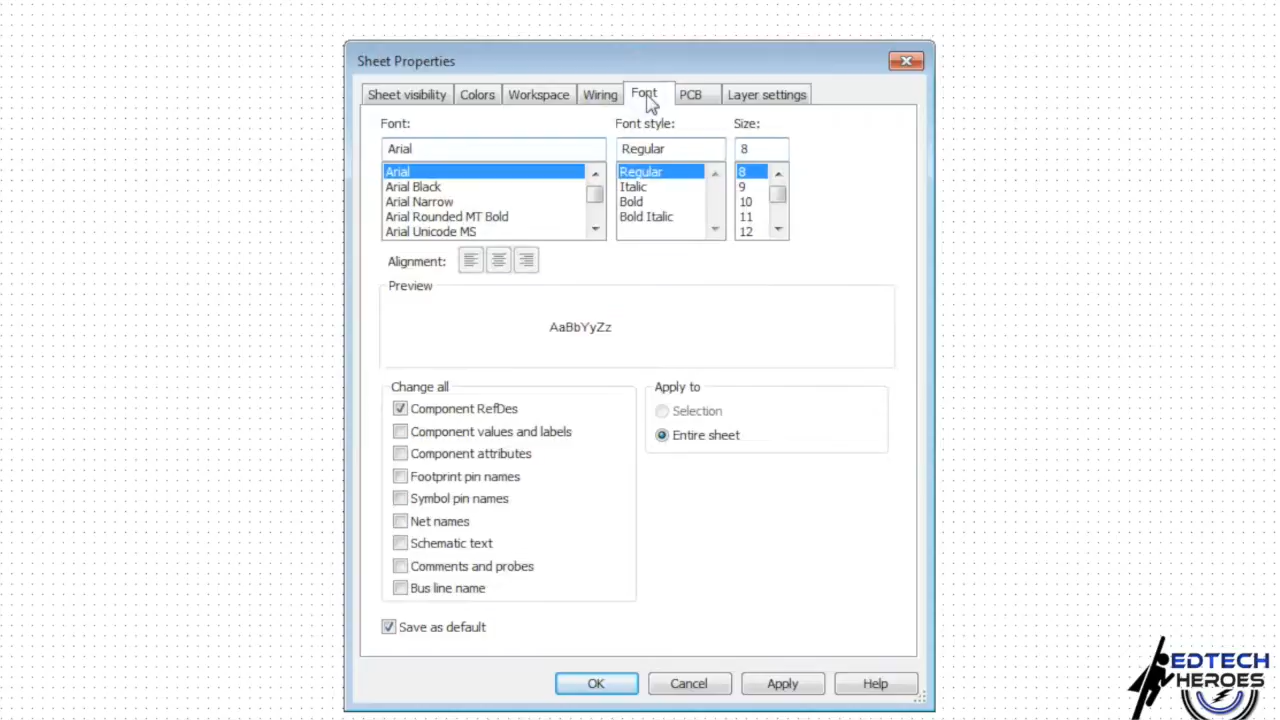 Sheet Properties
Sheet visibility Colors Workspace Wiring Font PCB Layer settings
Font: Font style: Size:
Arial Regular 8
Arial Regular 8
Arial Black Italic 9
Arial Narrow Bold 10
Arial Rounded MT Bold Bold Italic 11
Arial Unicode MS 12
Alignment:
Preview
AaBbYyZz
Change all Apply to
Component RefDes Selection
Component values and labels Entire sheet
Component attributes
Footprint pin names
Symbol pin names
Net names
Schematic text
Comments and probes
Bus line name
Save as default
OK Cancel Apply Help
EDTECH
HEROES